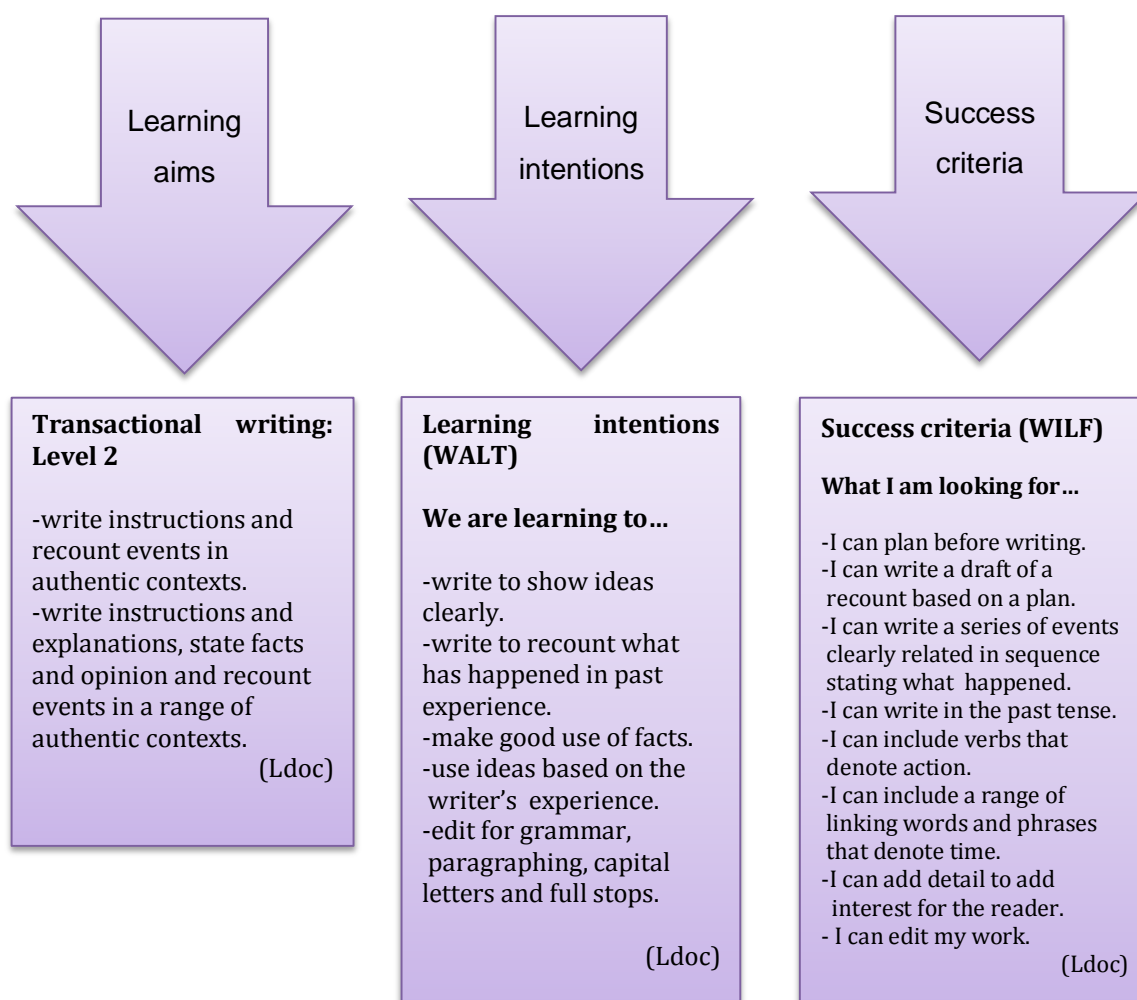 Learning
aims
Learning
intentions
Success
criteria
Transactional writing:
Level 2
-write instructions and
recount events in
authentic contexts.
-write instructions and
explanations, state facts
and opinion and recount
events in a range of
authentic contexts.
(Ldoc)
Learning intentions
(WALT)
We are learning to…
-write to show ideas
clearly.
-write to recount what
has happened in past
experience.
-make good use of facts.
-use ideas based on the
writer’s experience.
-edit for grammar,
paragraphing, capital
letters and full stops.
(Ldoc)
Success criteria (WILF)
What I am looking for…
-I can plan before writing.
-I can write a draft of a
recount based on a plan.
-I can write a series of events
clearly related in sequence
stating what happened.
-I can write in the past tense.
-I can include verbs that
denote action.
-I can include a range of
linking words and phrases
that denote time.
-I can add detail to add
interest for the reader.
- I can edit my work.
(Ldoc)